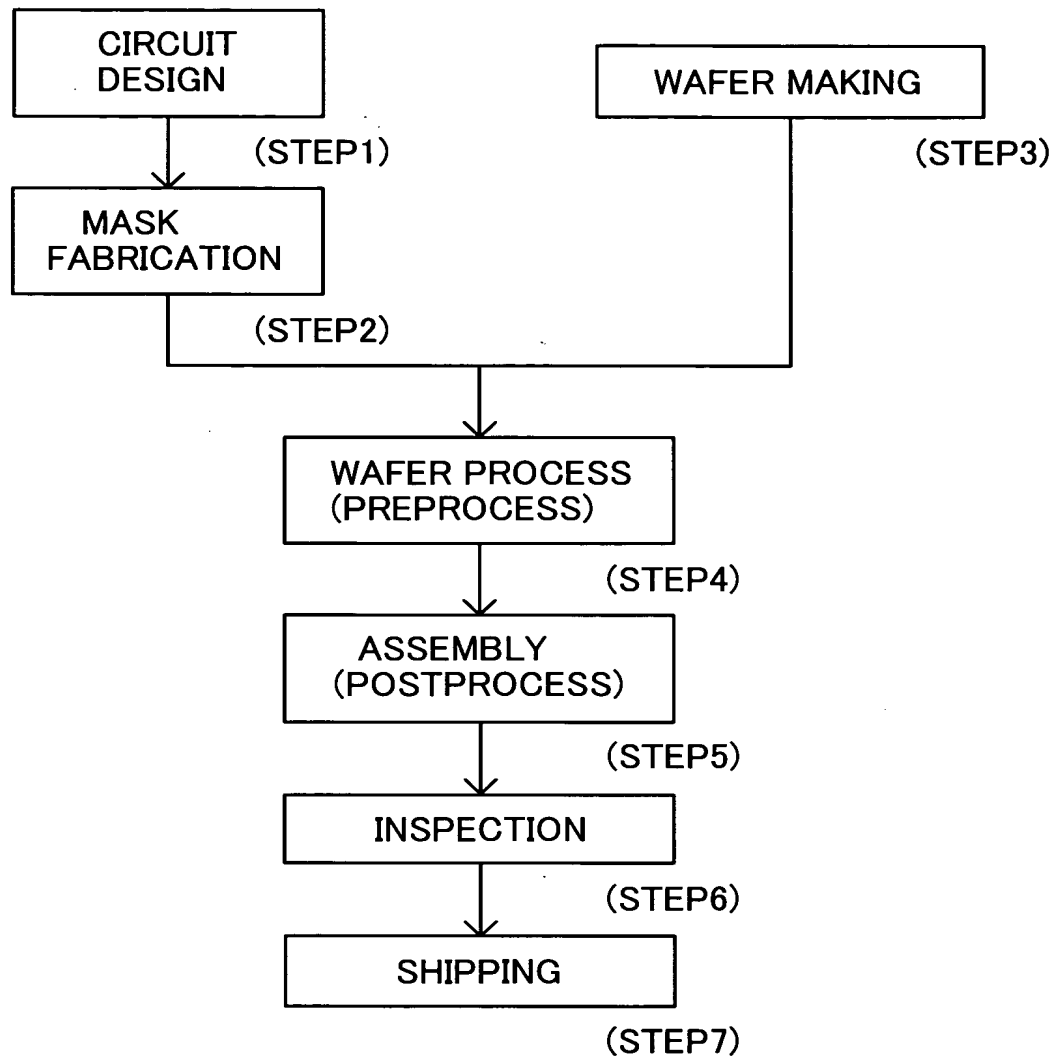 CIRCUIT
DESIGN
(STEP1)
WAFER MAKING
(STEP3)
MASK
FABRICATION
(STEP2)
WAFER PROCESS
(PREPROCESS)
(STEP4)
ASSEMBLY
(POSTPROCESS)
(STEP5)
INSPECTION
(STEP6)
SHIPPING
(STEP7)